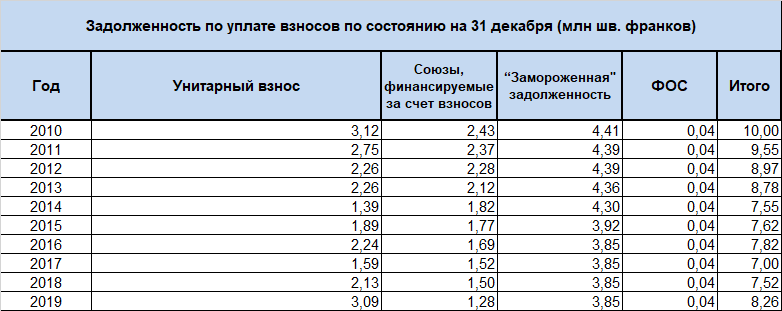 Задолженность по уплате взносов по состоянию на 31 декабря (млн шв. франков)
Год Унитарный взнос Союзы, финансируемые за счет взносов “Замороженная" задолженность ФОС Итого
2010 3,12 2,43 4,41 0,04 10,00
2011 2,75 2,37 4,39 0,04 9,55
2012 2,26 2,28 4,39 0,04 8,97
2013 2,26 2,12 4,36 0,04 8,78
2014 1,39 1,82 4,30 0,04 7,55
2015 1,89 1,77 3,92 0,04 7,62
2016 2,24 1,69 3,85 0,04 7,82
2017 1,59 1,52 3,85 0,04 7,00
2018 2,13 1,50 3,85 0,04 7,52
2019 3,09 1,28 3,85 0,04 8,26